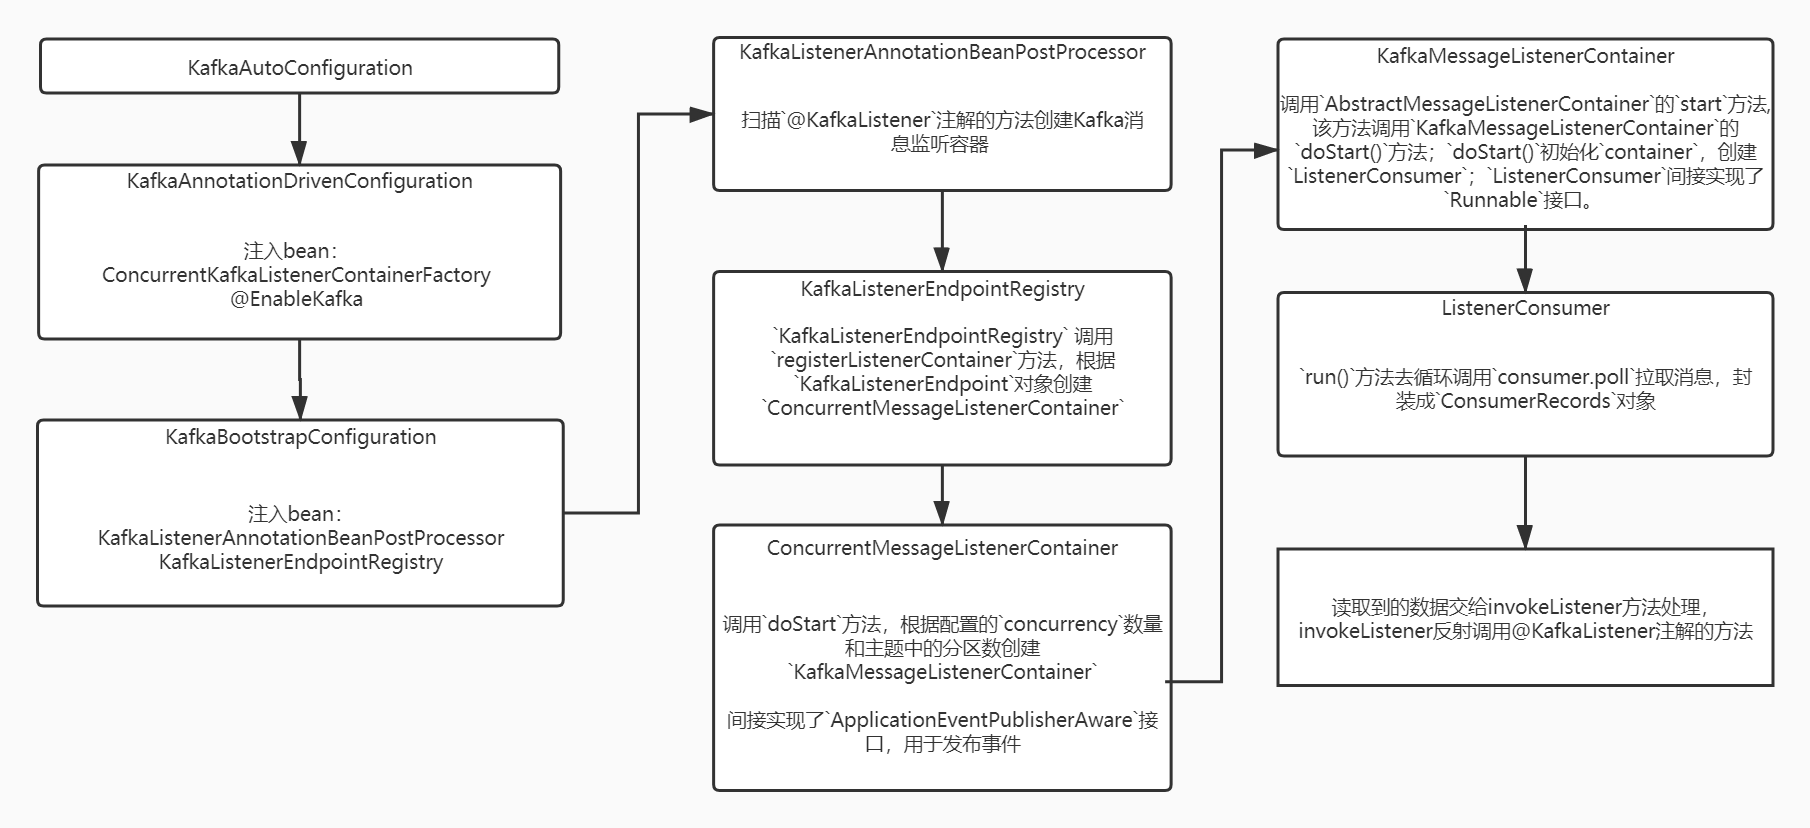 KafkaAutoConfiguration
KafkaAnnotationDrivenConfiguration
注入bean：
ConcurrentKafkaListenerContainerFactory
@EnableKafka
KafkaBootstrapConfiguration
注入bean：
KafkaListenerAnnotationBeanPostProcessor
KafkaListenerEndpointRegistry
KafkaListenerAnnotationBeanPostProcessor
扫描`@KafkaListener`注解的方法创建Kafka消
息监听容器
KafkaListenerEndpointRegistry
`KafkaListenerEndpointRegistry` 调用
`registerListenerContainer`方法，根据
`KafkaListenerEndpoint`对象创建
`ConcurrentMessageListenerContainer`
ConcurrentMessageListenerContainer
调用`doStart`方法，根据配置的`concurrency`数量
和主题中的分区数创建
`KafkaMessageListenerContainer`
间接实现了`ApplicationEventPublisherAware`接
口，用于发布事件
KafkaMessageListenerContainer
调用`AbstractMessageListenerContainer`的`start`方法,
该方法调用`KafkaMessageListenerContainer`的
`doStart()`方法；`doStart()`初始化`container`，创建
`ListenerConsumer`；`ListenerConsumer`间接实现了
`Runnable`接口。
ListenerConsumer
`run()`方法去循环调用`consumer.poll`拉取消息，封
装成`ConsumerRecords`对象
读取到的数据交给invokeListener方法处理，
invokeListener反射调用@KafkaListener注解的方法